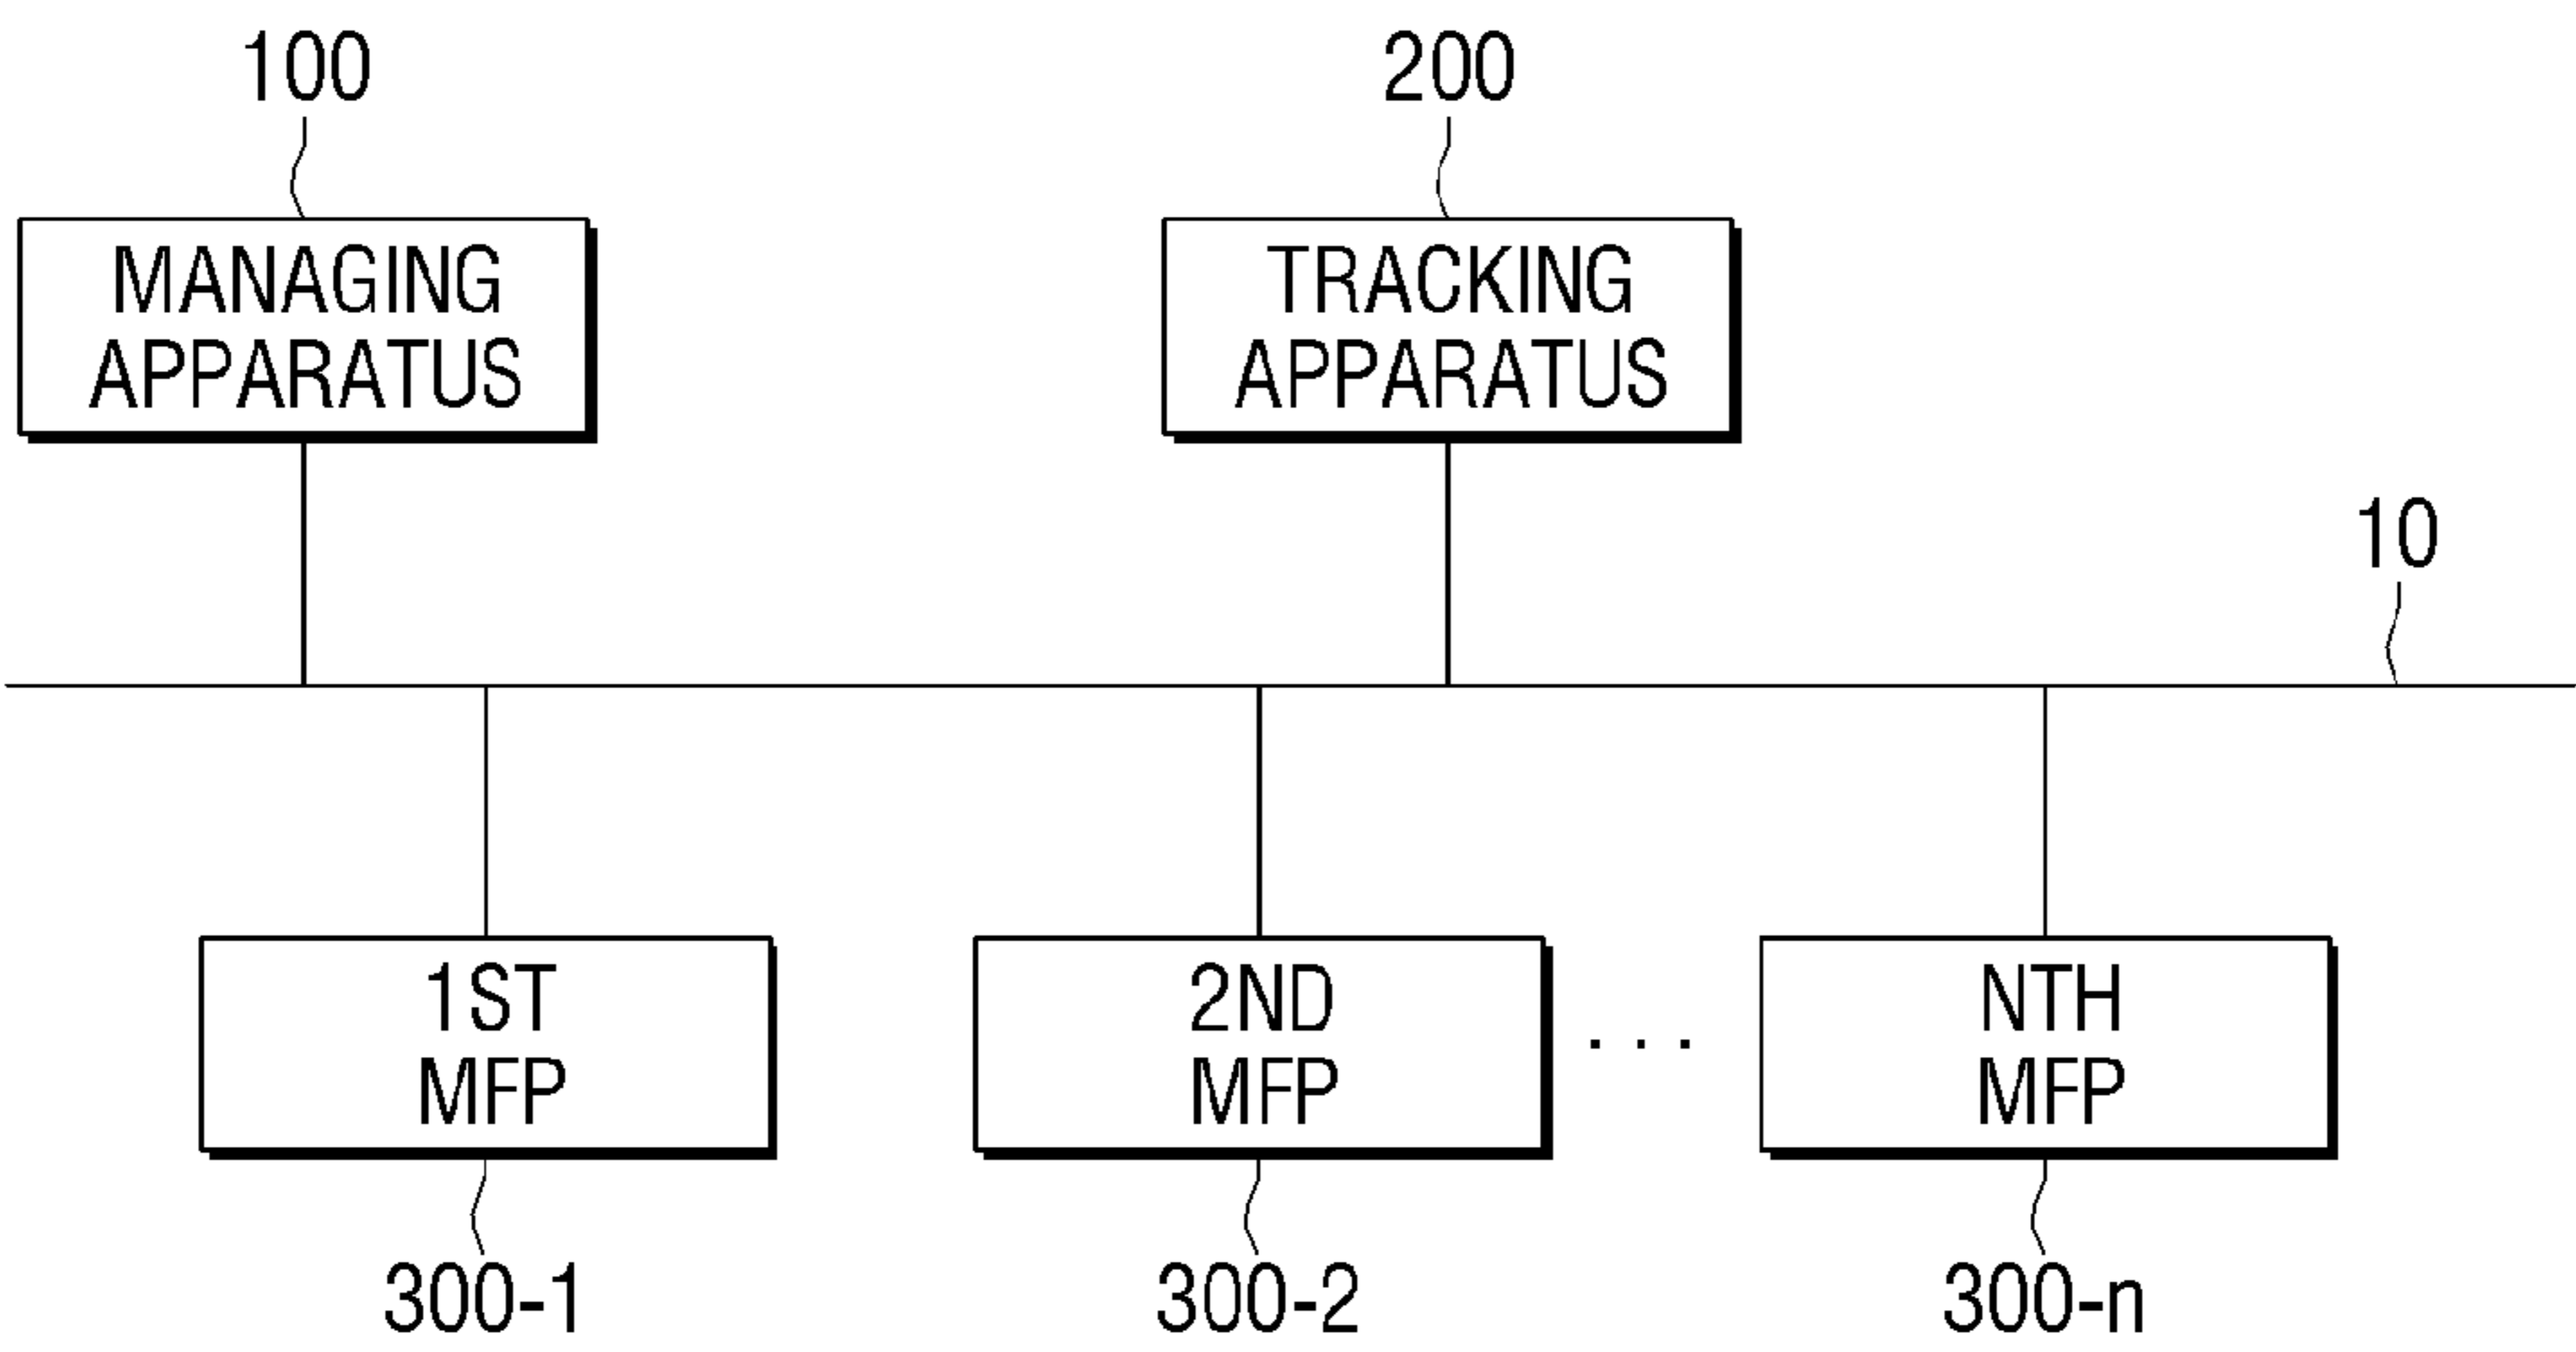 100
200
MANAGING
APPARATUS
TRACKING
APPARATUS
10
1ST
MFP
2ND
MFP
. . .
NTH
MFP
300-1
300-2
300-n